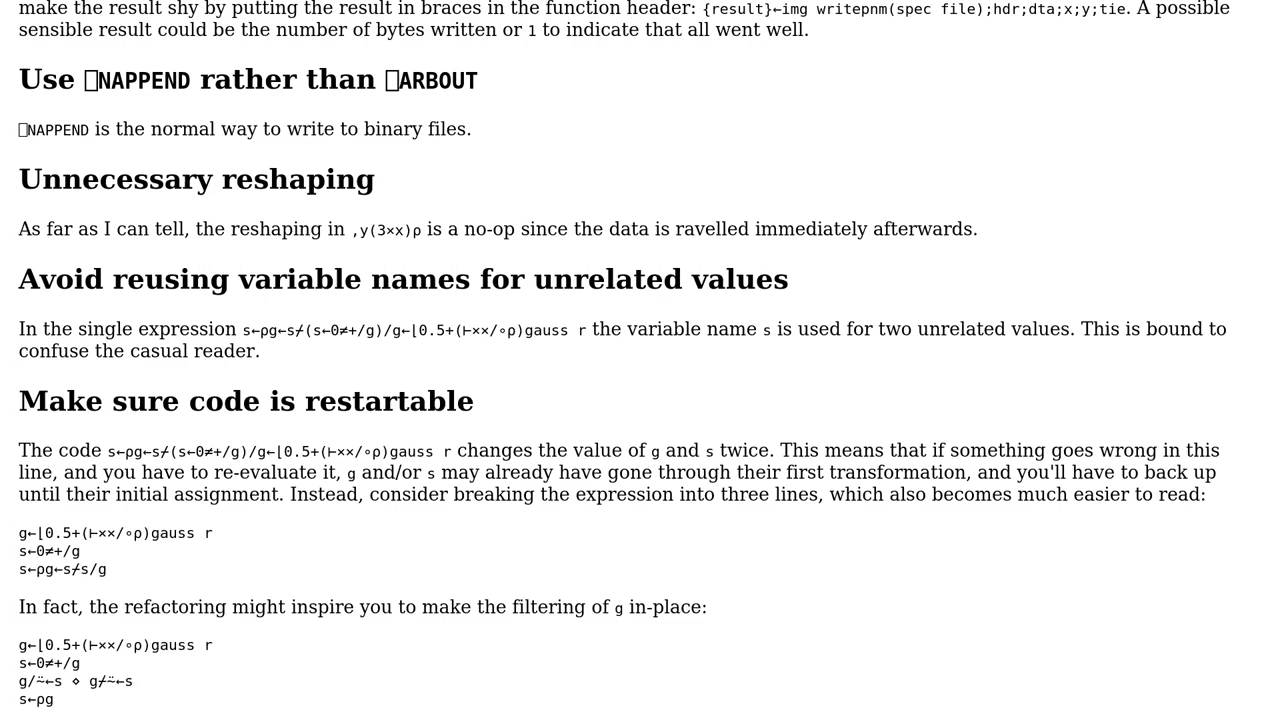 make the result shy by putting the result in braces in the function header: {result}←img writepnm(spec file);hdr;dta;x;y;tie. A possible
sensible result could be the number of bytes written or 1 to indicate that all went well.
Use ⎕NAPPEND rather than ⎕ARBOUT
⎕NAPPEND is the normal way to write to binary files.
Unnecessary reshaping
As far as I can tell, the reshaping in ,y(3×x)⍴ is a no-op since the data is ravelled immediately afterwards.
Avoid reusing variable names for unrelated values
In the single expression s←⍴g←s⌿(s←0≠+/g)/g←⌊0.5+(⊢××/∘⍴)gauss r the variable name s is used for two unrelated values. This is bound to
confuse the casual reader.
Make sure code is restartable
The code s←⍴g←s⌿(s←0≠+/g)/g←⌊0.5+(⊢××/∘⍴)gauss r changes the value of g and s twice. This means that if something goes wrong in this
line, and you have to re-evaluate it, g and/or s may already have gone through their first transformation, and you'll have to back up
until their initial assignment. Instead, consider breaking the expression into three lines, which also becomes much easier to read:
g←⌊0.5+(⊢××/∘⍴)gauss r
s←0≠+/g
s←⍴g←s⌿s/g
In fact, the refactoring might inspire you to make the filtering of g in-place:
g←⌊0.5+(⊢××/∘⍴)gauss r
s←0≠+/g
g/⍨←s ⋄ g⌿⍨←s
s←⍴g